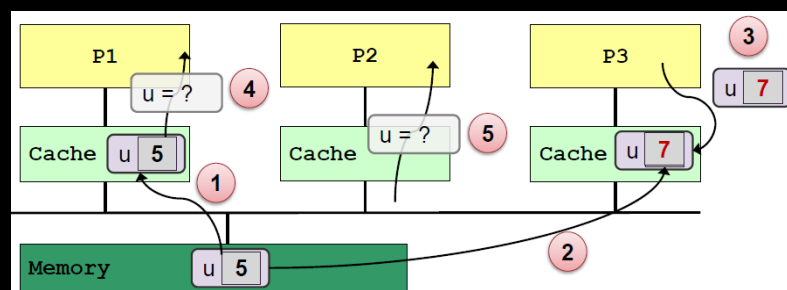 P1
P2
P3
3
u 7
u = ?
4
u = ?
5
Cache u 5
Cache
Cache u 7
1
2
Memory u 5